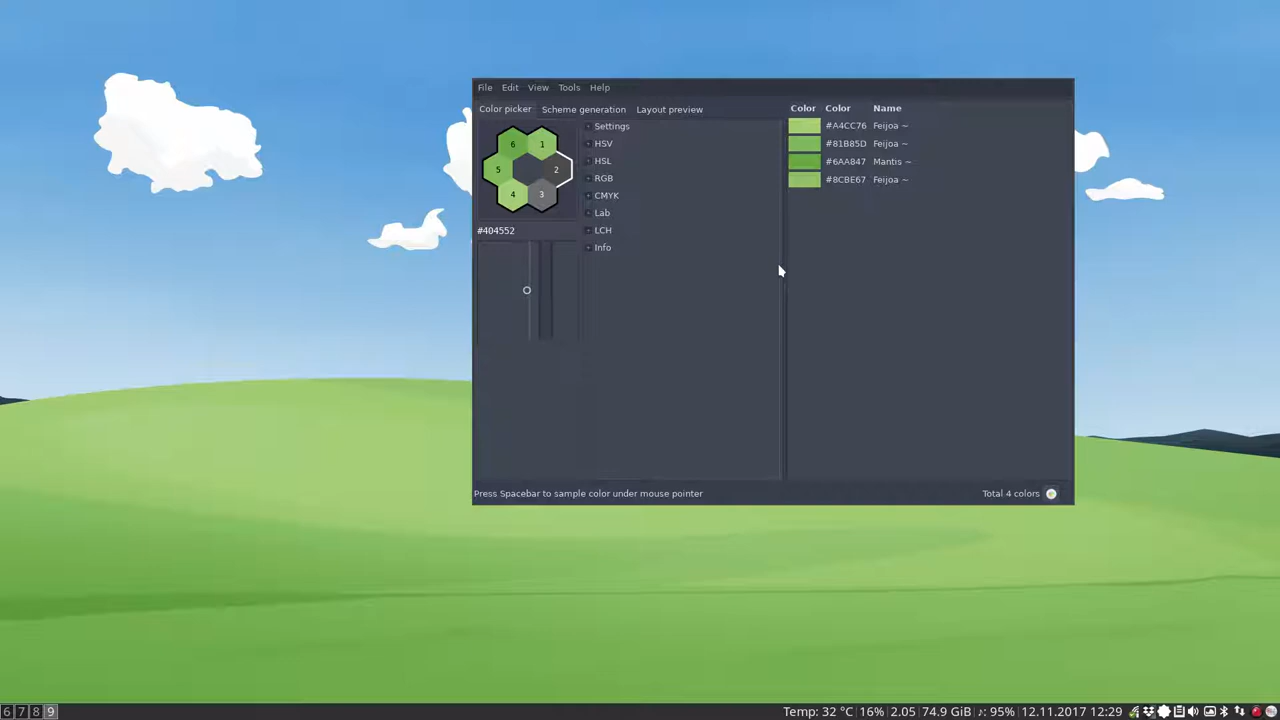 File Edit View Tools Help
Color picker Scheme generation Layout preview
6 1
5 2
4 3
#404552
Settings
HSV
HSL
RGB
CMYK
Lab
LCH
Info
Color Color Name
#A4CC76 Feijoa ~
#81B85D Feijoa ~
#6AA847 Mantis ~
#8CBE67 Feijoa ~
Press Spacebar to sample color under mouse pointer Total 4 colors
6 7 8 9 Temp: 32 °C 16% 2.05 74.9 GiB ♪: 95% 12.11.2017 12:29